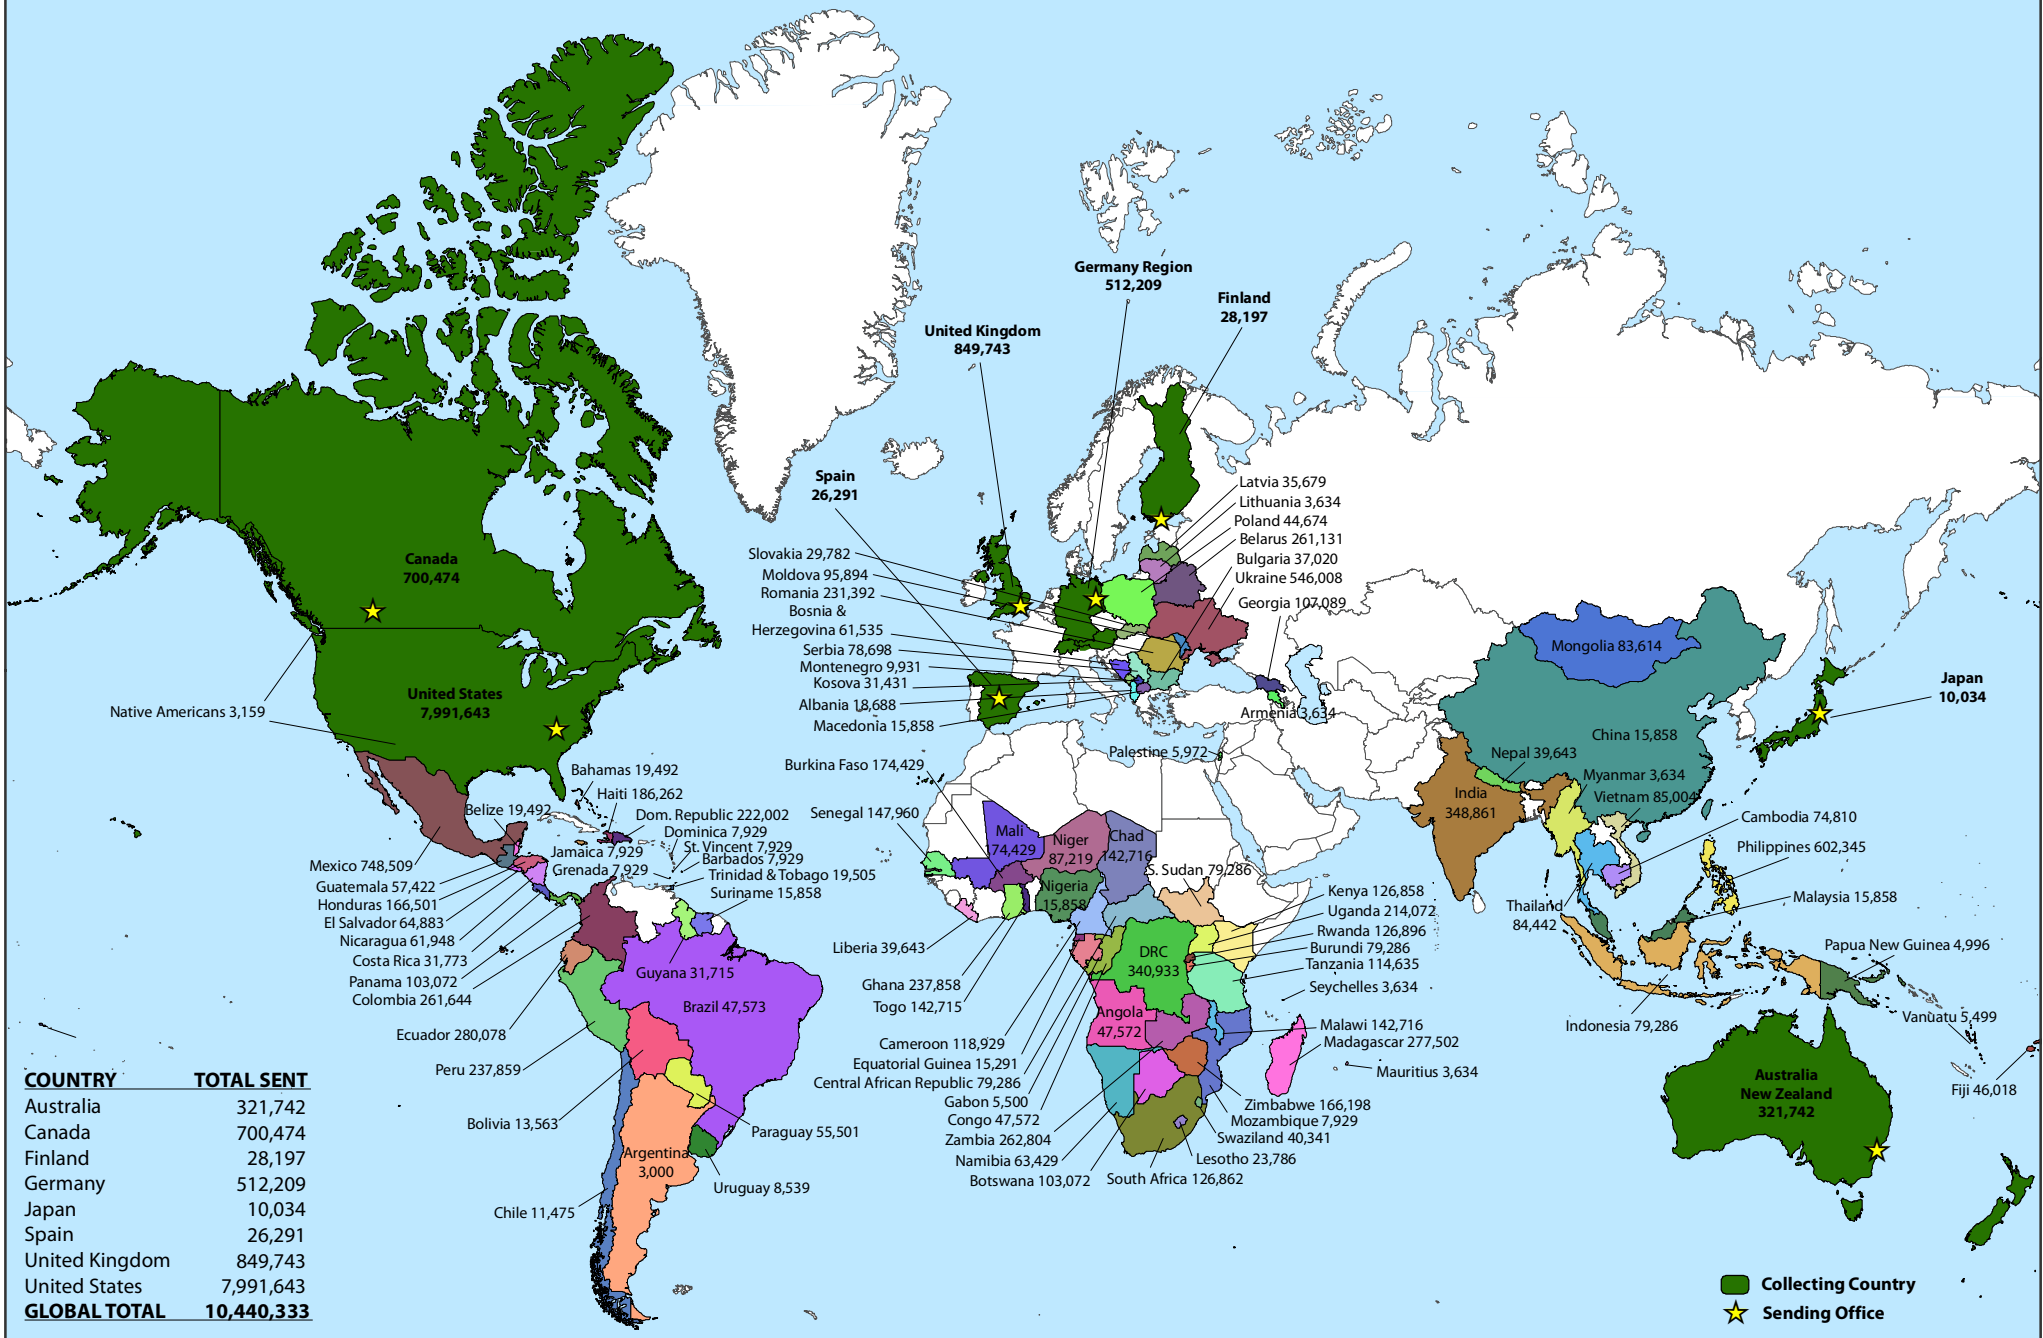 Germany Region
512,209
Finland
28,197
United Kingdom
849,743
Spain
26,291
Canada
700,474
United States
7,991,643
Native Americans 3,159
Japan
10,034
Australia
New Zealand
321,742
Latvia 35,679
Lithuania 3,634
Poland 44,674
Belarus 261,131
Bulgaria 37,020
Ukraine 546,008
Georgia 107,089
Armenia 3,634
Slovakia 29,782
Moldova 95,894
Romania 231,392
Bosnia &
Herzegovina 61,535
Serbia 78,698
Montenegro 9,931
Kosova 31,431
Albania 18,688
Macedonia 15,858
Palestine 5,972
Mongolia 83,614
China 15,858
Nepal 39,643
Myanmar 3,634
Vietnam 85,004
India
348,861
Cambodia 74,810
Philippines 602,345
Malaysia 15,858
Thailand
84,442
Papua New Guinea 4,996
Indonesia 79,286
Vanuatu 5,499
Fiji 46,018
Burkina Faso 174,429
Senegal 147,960
Mali
174,429
Niger
87,219
Chad
142,716
S. Sudan 79,286
Nigeria
15,858
Liberia 39,643
Ghana 237,858
Togo 142,715
Cameroon 118,929
Equatorial Guinea 15,291
Central African Republic 79,286
Gabon 5,500
Congo 47,572
Zambia 262,804
Namibia 63,429
Botswana 103,072
DRC
340,933
Angola
47,572
Kenya 126,858
Uganda 214,072
Rwanda 126,896
Burundi 79,286
Tanzania 114,635
Seychelles 3,634
Malawi 142,716
Madagascar 277,502
Mauritius 3,634
Zimbabwe 166,198
Mozambique 7,929
Swaziland 40,341
Lesotho 23,786
South Africa 126,862
Bahamas 19,492
Haiti 186,262
Belize 19,492
Dom. Republic 222,002
Dominica 7,929
St. Vincent 7,929
Jamaica 7,929
Barbados 7,929
Grenada 7,929
Trinidad & Tobago 19,505
Suriname 15,858
Mexico 748,509
Guatemala 57,422
Honduras 166,501
El Salvador 64,883
Nicaragua 61,948
Costa Rica 31,773
Panama 103,072
Colombia 261,644
Guyana 31,715
Brazil 47,573
Ecuador 280,078
Peru 237,859
Bolivia 13,563
Paraguay 55,501
Argentina
3,000
Uruguay 8,539
Chile 11,475
COUNTRY TOTAL SENT
Australia 321,742
Canada 700,474
Finland 28,197
Germany 512,209
Japan 10,034
Spain 26,291
United Kingdom 849,743
United States 7,991,643
GLOBAL TOTAL 10,440,333
Collecting Country
Sending Office